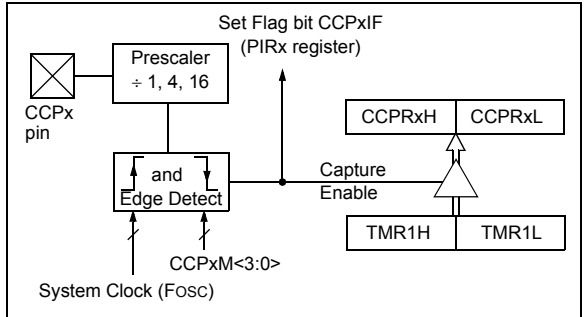 Set Flag bit CCPxIF
(PIRx register)
Prescaler
÷ 1, 4, 16
CCPx
pin
CCPRxH
CCPRxL
and
Edge Detect
Capture
Enable
TMR1H
TMR1L
CCPxM<3:0>
System Clock (FOSC)